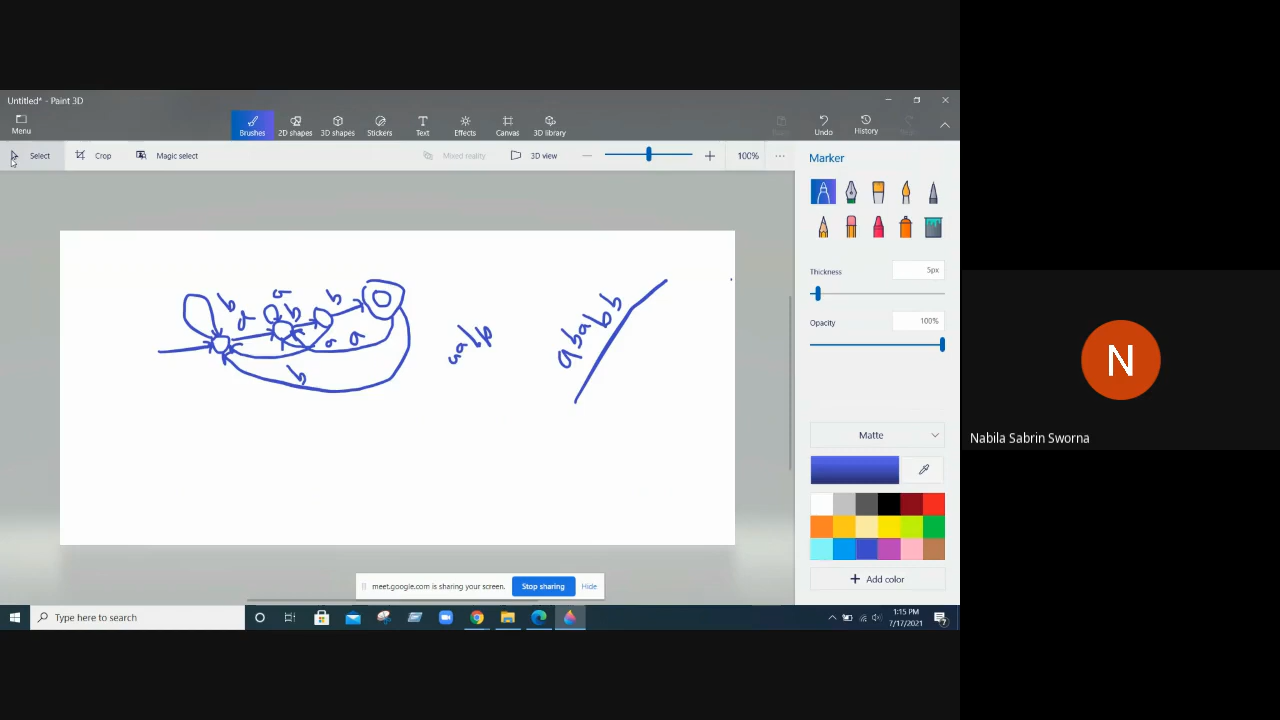 Untitled* - Paint 3D
Menu
Brushes
2D shapes
3D shapes
Stickers
Text
Effects
Canvas
3D library
Undo
History
Select
Crop
Magic select
Mixed reality
3D view
100%
Marker
Thickness
5px
Opacity
100%
Matte
Add color
b
a
a
b
b
a
a
b
ababb
N
Nabila Sabrin Sworna
meet.google.com is sharing your screen.
Stop sharing
Hide
Type here to search
1:15 PM
7/17/2021
7